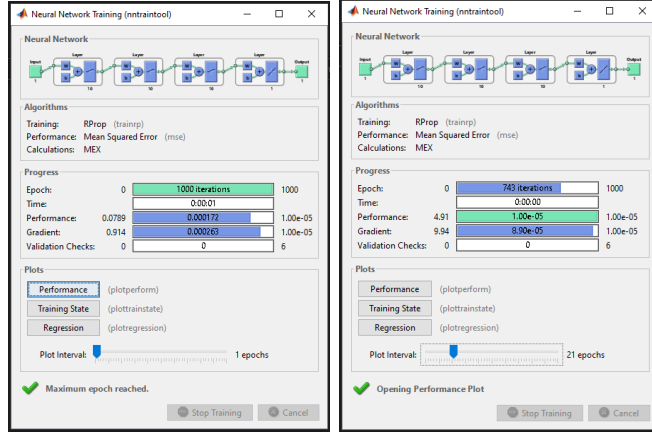 Neural Network Training (nntraintool)
Neural Network
Input
Layer
Layer
Layer
Layer
Output
W
b
W
b
W
b
W
b
1
10
10
10
1
1
Algorithms
Training: RProp (trainrp)
Performance: Mean Squared Error (mse)
Calculations: MEX
Progress
Epoch: 0 1000 iterations 1000
Time: 0:00:01
Performance: 0.0789 0.000172 1.00e-05
Gradient: 0.914 0.000263 1.00e-05
Validation Checks: 0 0 6
Plots
Performance (plotperform)
Training State (plottrainstate)
Regression (plotregression)
Plot Interval: 1 epochs
Maximum epoch reached.
Stop Training Cancel
Neural Network Training (nntraintool)
Neural Network
Input
Layer
Layer
Layer
Layer
Output
W
b
W
b
W
b
W
b
1
10
10
10
1
1
Algorithms
Training: RProp (trainrp)
Performance: Mean Squared Error (mse)
Calculations: MEX
Progress
Epoch: 0 743 iterations 1000
Time: 0:00:00
Performance: 4.91 1.00e-05 1.00e-05
Gradient: 9.94 8.90e-05 1.00e-05
Validation Checks: 0 0 6
Plots
Performance (plotperform)
Training State (plottrainstate)
Regression (plotregression)
Plot Interval: 21 epochs
Opening Performance Plot
Stop Training Cancel